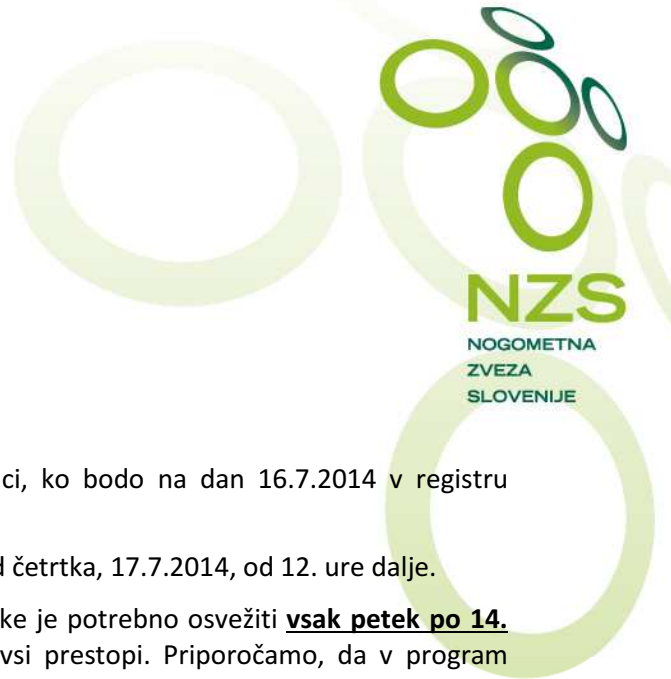 NZS
NOGOMETNA
ZVEZA
SLOVENIJE
ci, ko bodo na dan 16.7.2014 v registru
četrtka, 17.7.2014, od 12. ure dalje.
ke je potrebno osvežiti vsak petek po 14.
vsi prestopi. Priporočamo, da v program